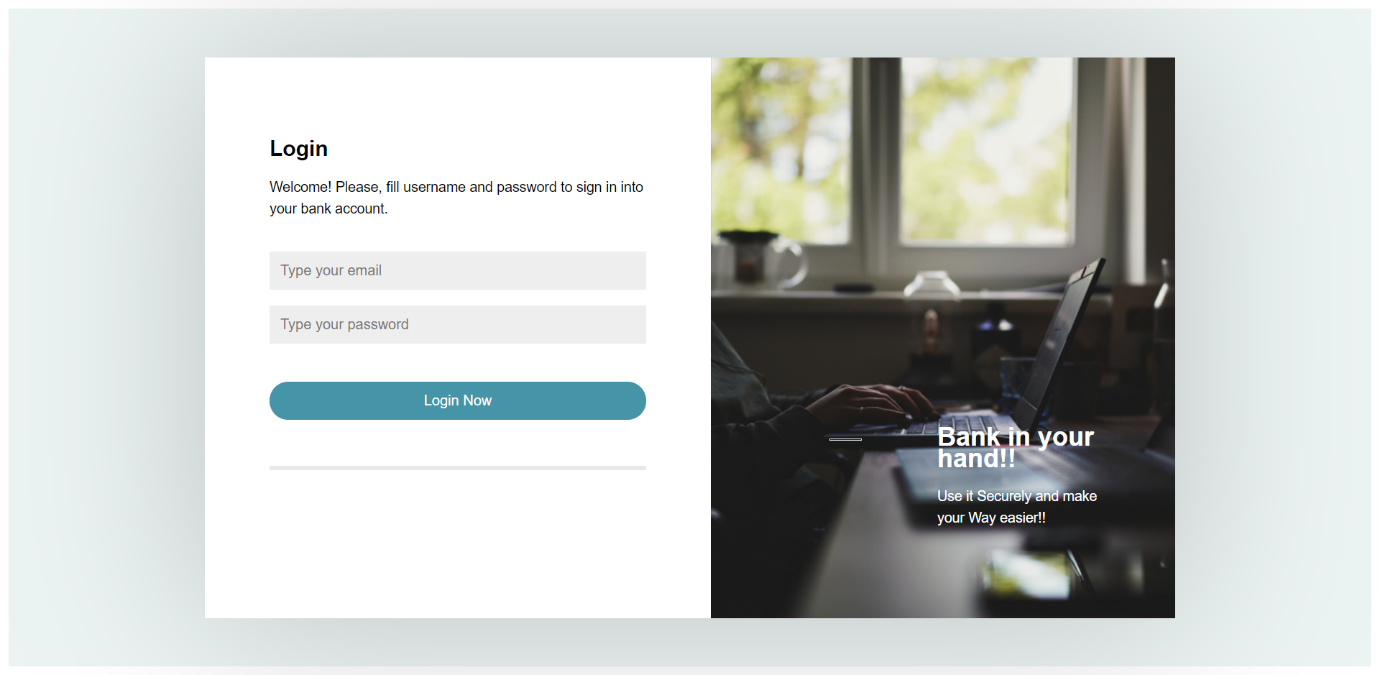 Login
Welcome! Please, fill username and password to sign in into
your bank account.
Type your email
Type your password
Login Now
Bank in your
hand!!
Use it Securely and make
your Way easier!!